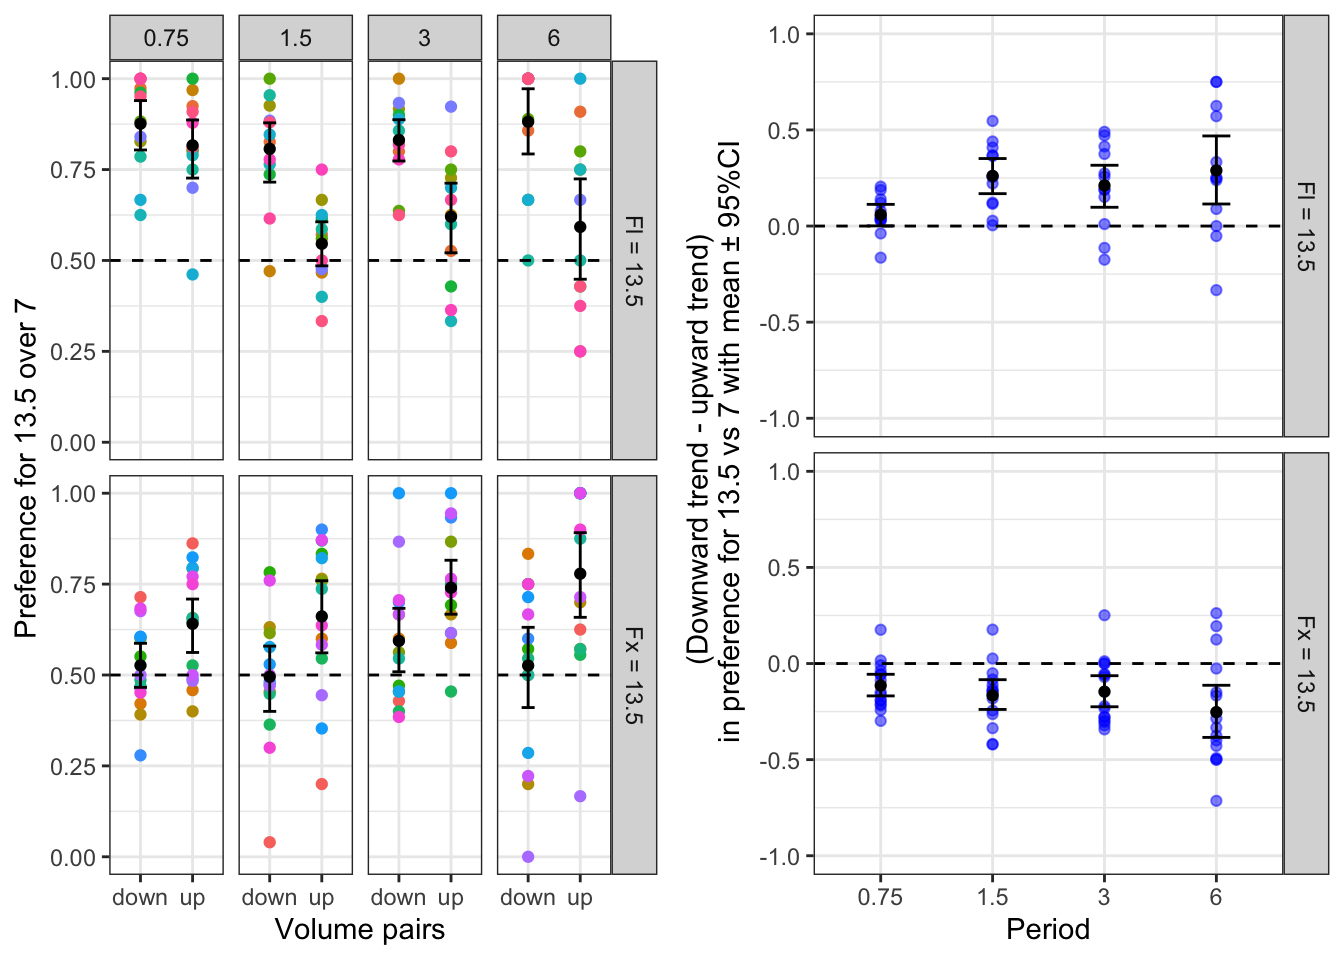 0.75
1.5
3
6
1.00
0.75
0.50
0.25
0.00
Fl = 13.5
1.00
0.75
0.50
0.25
0.00
Fx = 13.5
Preference for 13.5 over 7
down up
down up
down up
down up
Volume pairs
(Downward trend - upward trend)
in preference for 13.5 vs 7 with mean ± 95%CI
1.0
0.5
0.0
-0.5
-1.0
Fl = 13.5
1.0
0.5
0.0
-0.5
-1.0
Fx = 13.5
0.75
1.5
3
6
Period